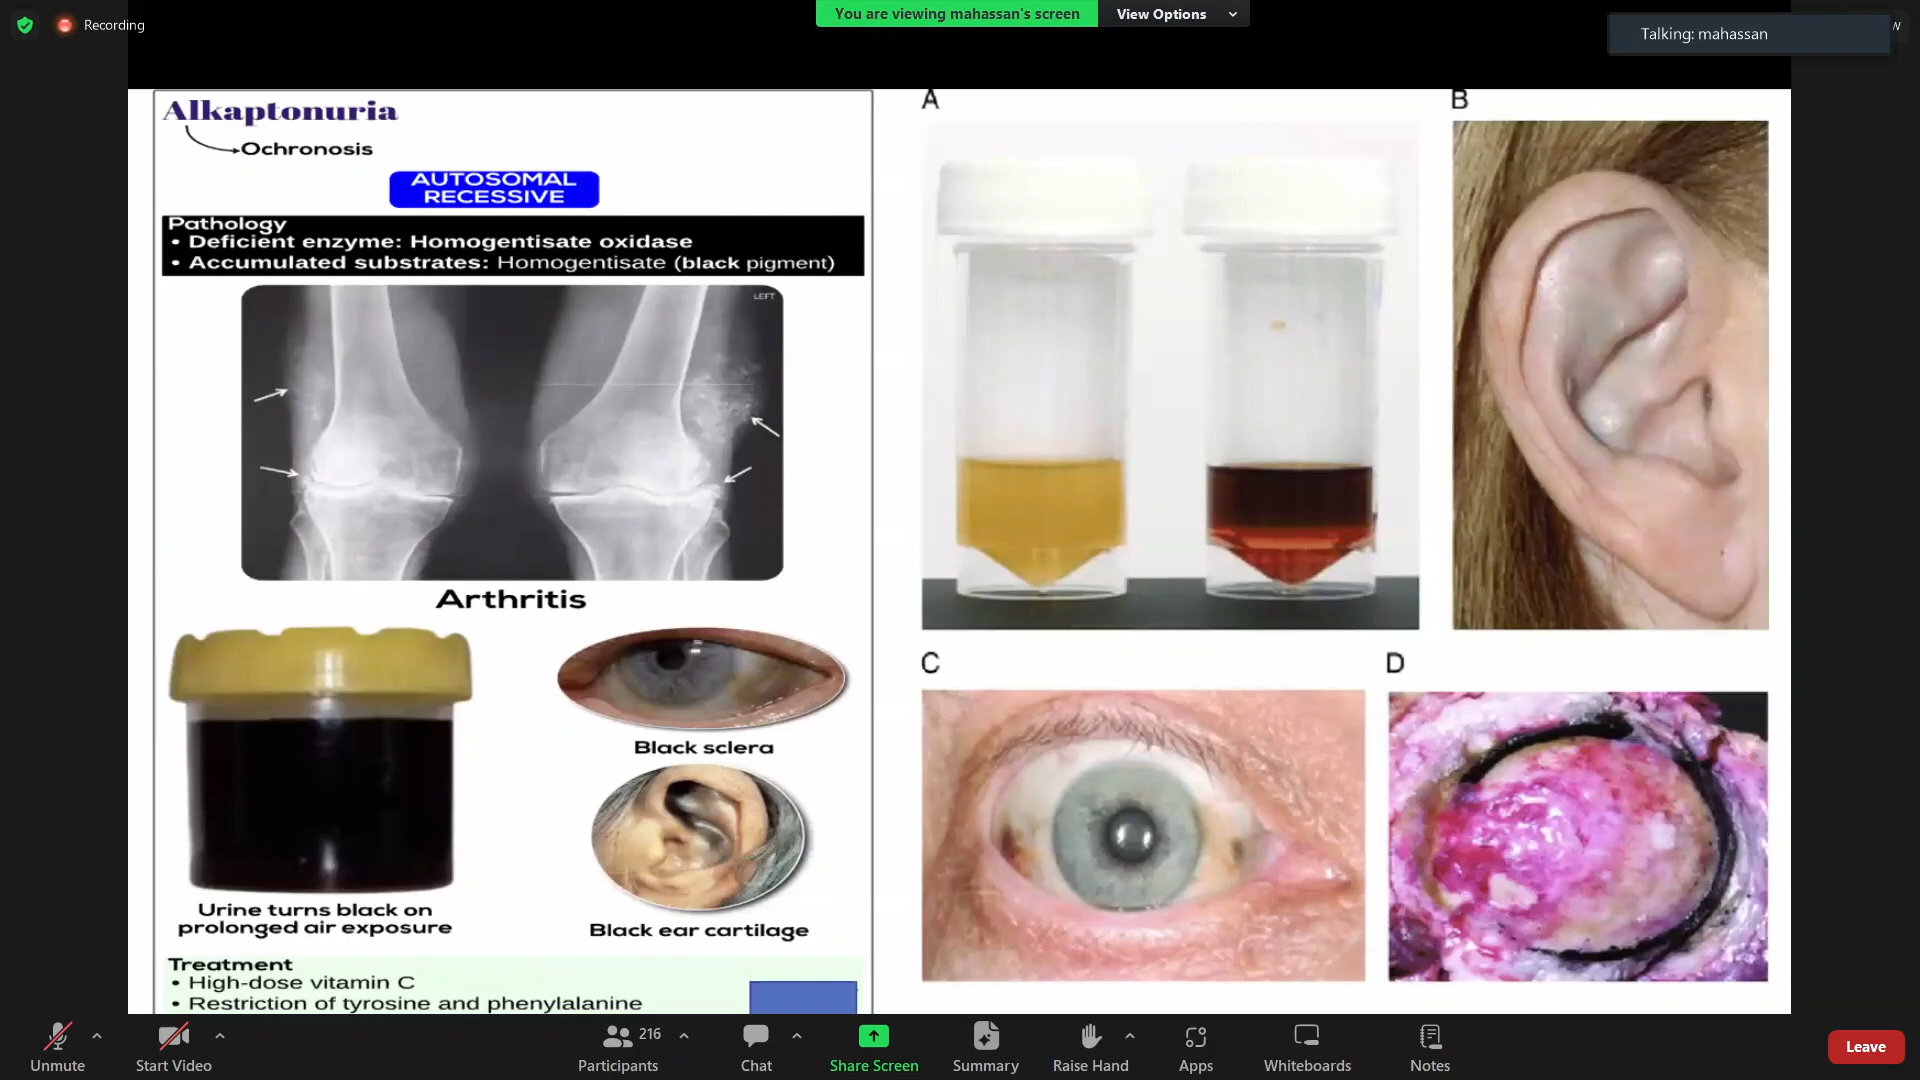 Recording
You are viewing mahassan's screen
View Options
Talking: mahassan
w
Alkaptonuria
Ochronosis
AUTOSOMAL
RECESSIVE
Pathology
• Deficient enzyme: Homogentisate oxidase
• Accumulated substrates: Homogentisate (black pigment)
LEFT
Arthritis
Black sclera
Black ear cartilage
Urine turns black on
prolonged air exposure
Treatment
• High-dose vitamin C
• Restriction of tyrosine and phenylalanine
A
B
C
D
Unmute
Start Video
216
Participants
Chat
Share Screen
Summary
Raise Hand
Apps
Whiteboards
Notes
Leave